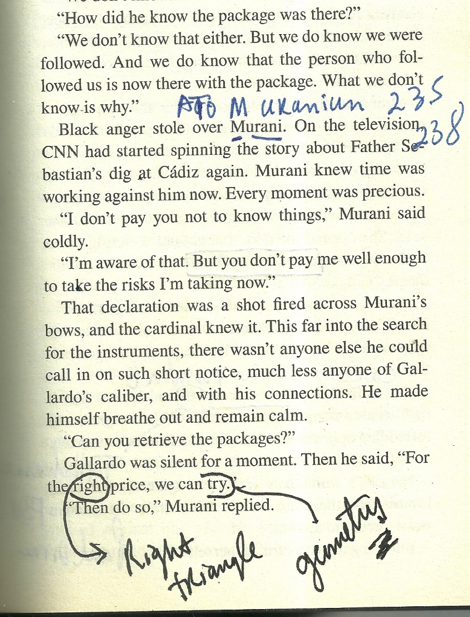 “How did he know the package was there?”
“We don't know that either. But we do know we were
followed. And we do know that the person who fol-
lowed us is now there with the package. What we don't
know is why.”
ATOM Uranium 235
238
Black anger stole over Murani. On the television,
CNN had started spinning the story about Father Se-
bastian's dig at Cádiz again. Murani knew time was
working against him now. Every moment was precious.
“I don't pay you not to know things,” Murani said
coldly.
“I'm aware of that. But you don't pay me well enough
to take the risks I'm taking now.”
That declaration was a shot fired across Murani's
bows, and the cardinal knew it. This far into the search
for the instruments, there wasn't anyone else he could
call in on such short notice, much less anyone of Gal-
lardo's caliber, and with his connections. He made
himself breathe out and remain calm.
“Can you retrieve the packages?”
Gallardo was silent for a moment. Then he said, “For
the right price, we can try.”
“Then do so,” Murani replied.
Right
triangle
geometry